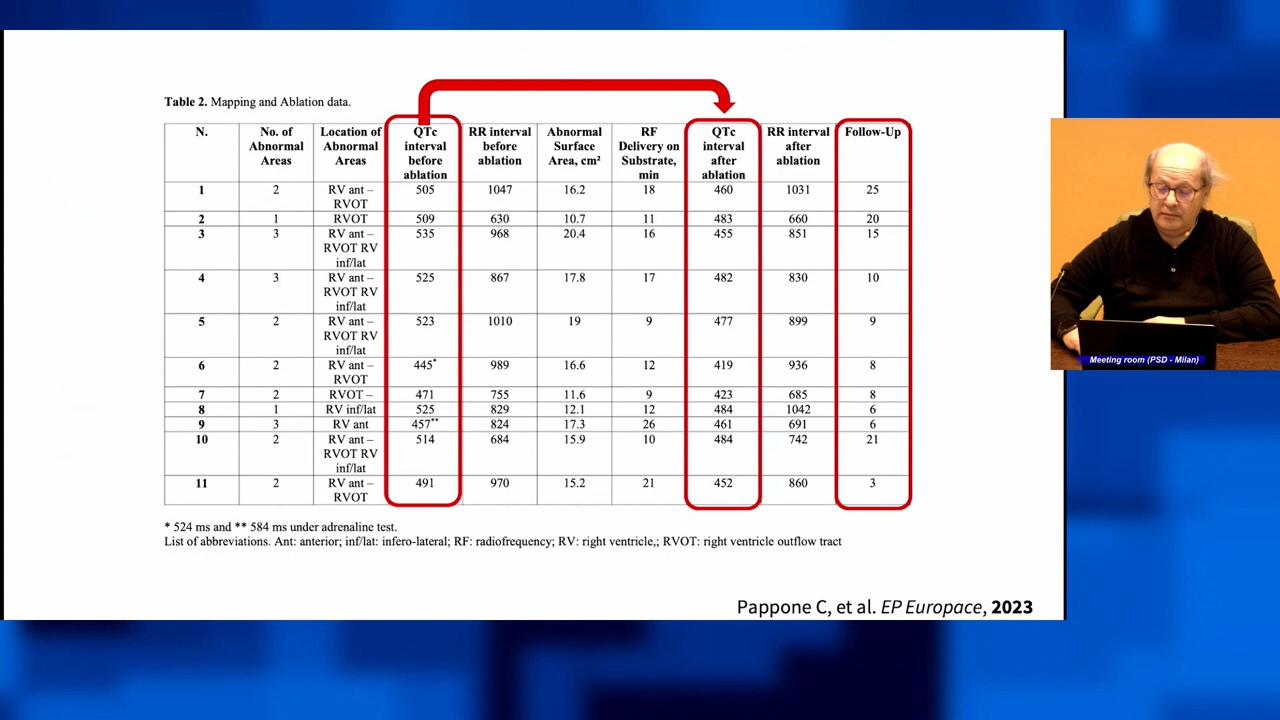 Table 2. Mapping and Ablation data.
N. No. of Abnormal Areas Location of Abnormal Areas QTc interval before ablation RR interval before ablation Abnormal Surface Area, cm² RF Delivery on Substrate, min QTc interval after ablation RR interval after ablation Follow-Up
1 2 RV ant – RVOT 505 1047 16.2 18 460 1031 25
2 1 RVOT 509 630 10.7 11 483 660 20
3 3 RV ant – RVOT RV inf/lat 535 968 20.4 16 455 851 15
4 3 RV ant – RVOT RV inf/lat 525 867 17.8 17 482 830 10
5 2 RV ant – RVOT RV inf/lat 523 1010 19 9 477 899 9
6 2 RV ant – RVOT 445* 989 16.6 12 419 936 8
7 2 RVOT – 471 755 11.6 9 423 685 8
8 1 RV inf/lat 525 829 12.1 12 484 1042 6
9 3 RV ant 457** 824 17.3 26 461 691 6
10 2 RV ant – RVOT RV inf/lat 514 684 15.9 10 484 742 21
11 2 RV ant – RVOT 491 970 15.2 21 452 860 3
* 524 ms and ** 584 ms under adrenaline test.
List of abbreviations. Ant: anterior; inf/lat: infero-lateral; RF: radiofrequency; RV: right ventricle,; RVOT: right ventricle outflow tract
Pappone C, et al. EP Europace, 2023
Meeting room (PSD - Milan)